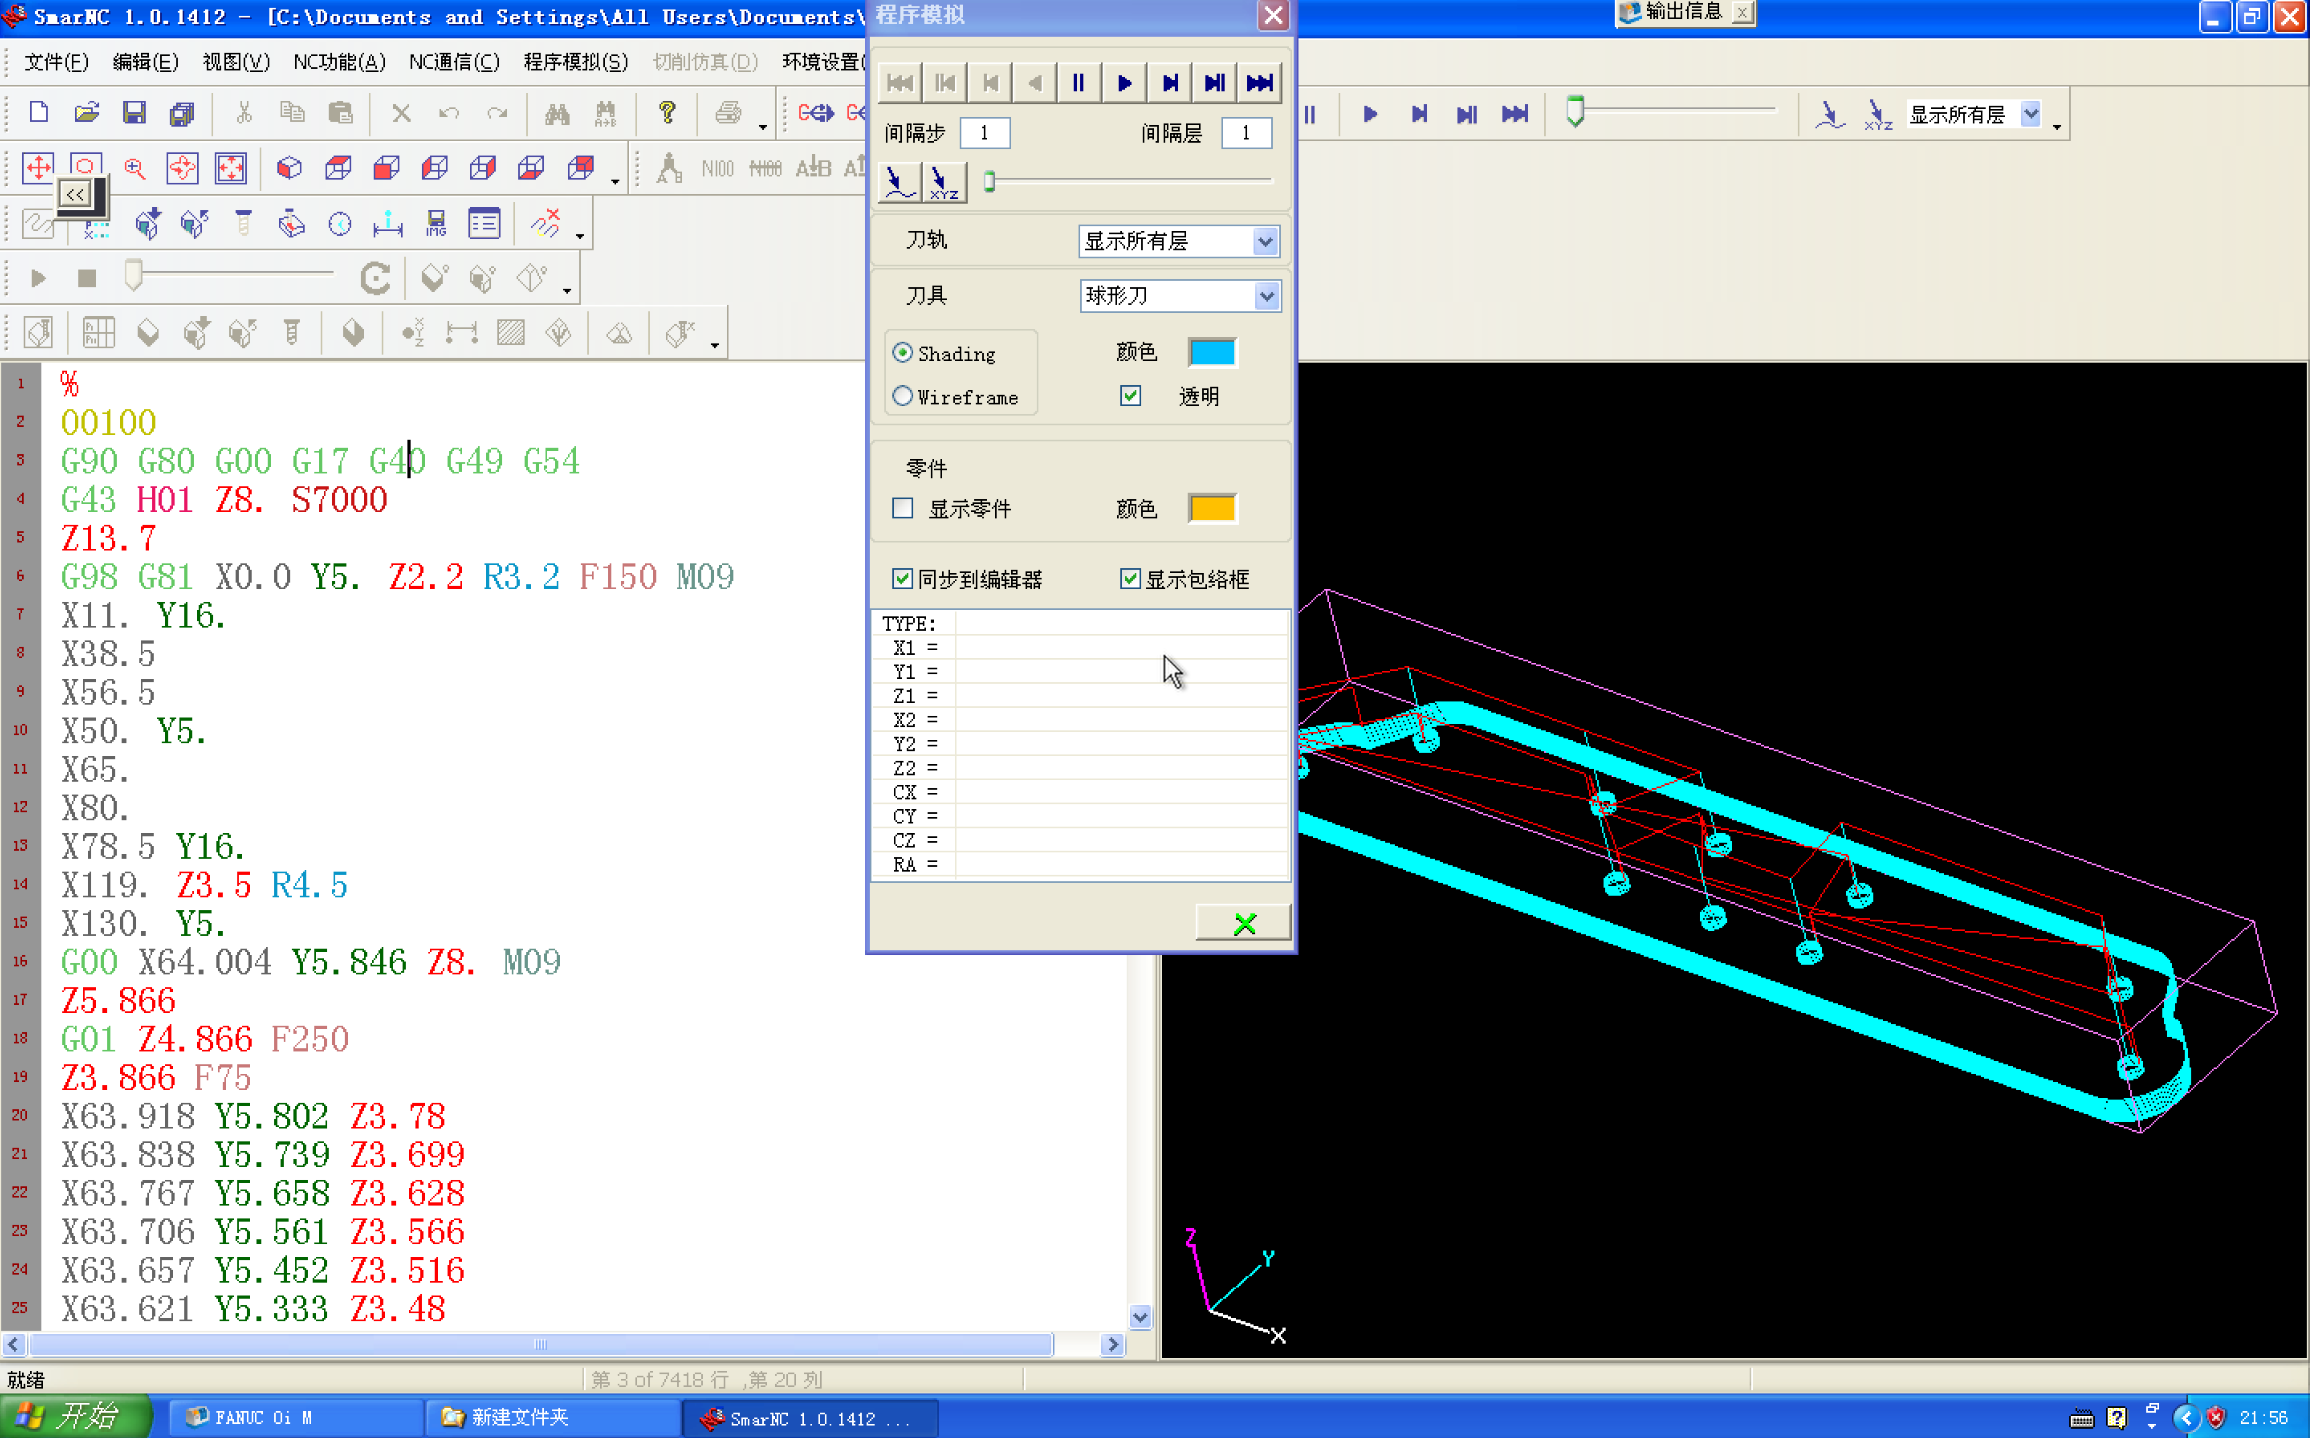 SmarNC 1.0.1412 - [C:\Documents and Settings\All Users\Documents\
程序模拟
输出信息
文件(F) 编辑(E) 视图(V) NC功能(A) NC通信(C) 程序模拟(S) 切削仿真(D) 环境设置(
间隔步 1 间隔层 1
显示所有层
XYZ
刀轨 显示所有层
刀具 球形刀
Shading 颜色
Wireframe 透明
零件
显示零件 颜色
同步到编辑器 显示包络框
TYPE:
X1 =
Y1 =
Z1 =
X2 =
Y2 =
Z2 =
CX =
CY =
CZ =
RA =
1 %
2 O0100
3 G90 G80 G00 G17 G40 G49 G54
4 G43 H01 Z8. S7000
5 Z13.7
6 G98 G81 X0.0 Y5. Z2.2 R3.2 F150 M09
7 X11. Y16.
8 X38.5
9 X56.5
10 X50. Y5.
11 X65.
12 X80.
13 X78.5 Y16.
14 X119. Z3.5 R4.5
15 X130. Y5.
16 G00 X64.004 Y5.846 Z8. M09
17 Z5.866
18 G01 Z4.866 F250
19 Z3.866 F75
20 X63.918 Y5.802 Z3.78
21 X63.838 Y5.739 Z3.699
22 X63.767 Y5.658 Z3.628
23 X63.706 Y5.561 Z3.566
24 X63.657 Y5.452 Z3.516
25 X63.621 Y5.333 Z3.48
Z
Y
X
就绪 第 3 of 7418 行 ,第 20 列
开始 FANUC Oi M 新建文件夹 SmarNC 1.0.1412 ... 21:56